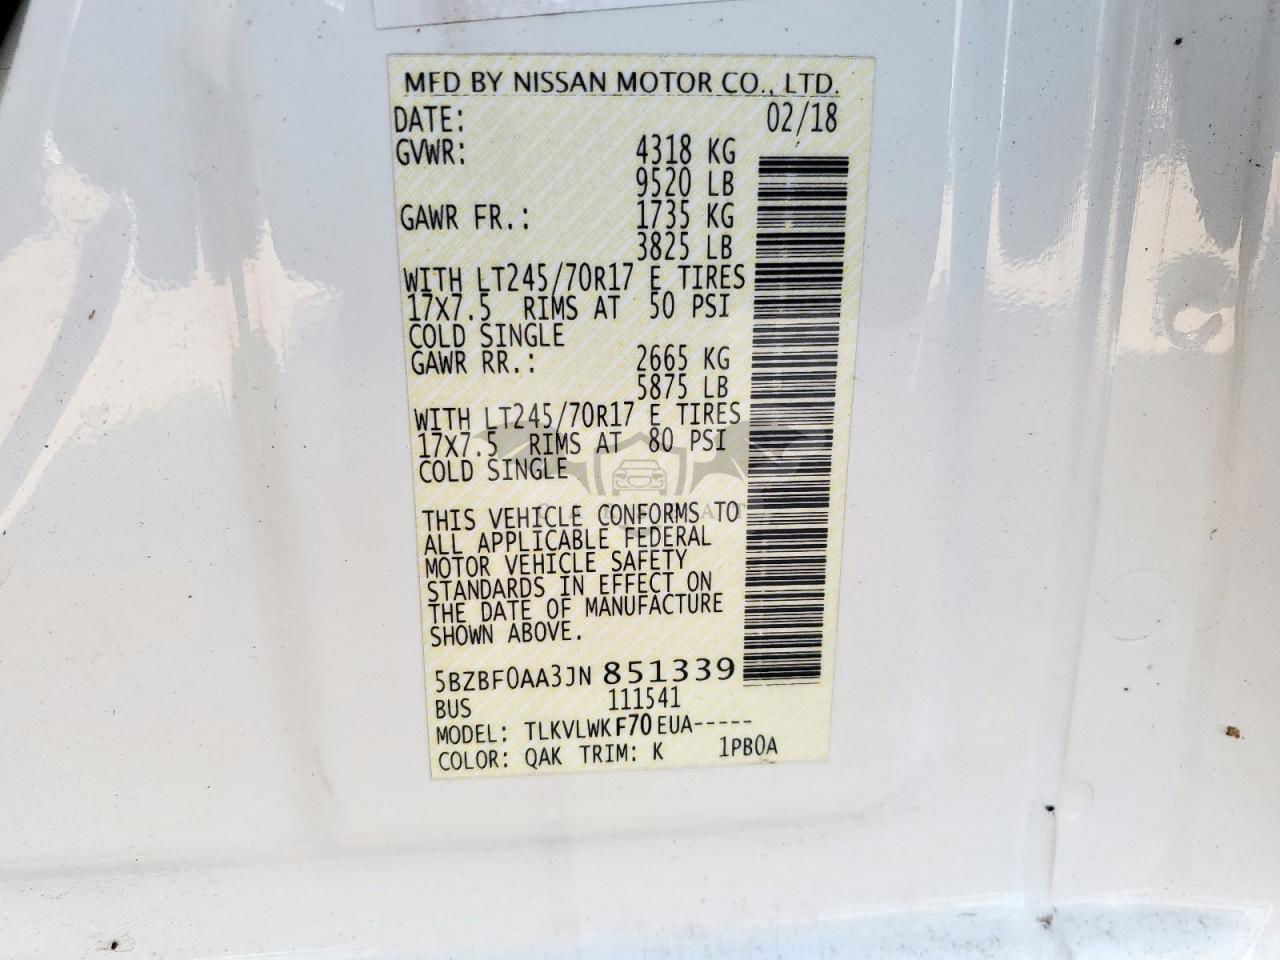 MFD BY NISSAN MOTOR CO., LTD.
DATE: 02/18
GVWR: 4318 KG
9520 LB
GAWR FR.: 1735 KG
3825 LB
WITH LT245/70R17 E TIRES
17X7.5 RIMS AT 50 PSI
COLD SINGLE
GAWR RR.: 2665 KG
5875 LB
WITH LT245/70R17 E TIRES
17X7.5 RIMS AT 80 PSI
COLD SINGLE
THIS VEHICLE CONFORMS TO
ALL APPLICABLE FEDERAL
MOTOR VEHICLE SAFETY
STANDARDS IN EFFECT ON
THE DATE OF MANUFACTURE
SHOWN ABOVE.
5BZBF0AA3JN 851339
BUS 111541
MODEL: TLKVLWK F70 EUA-----
COLOR: QAK TRIM: K 1PB0A